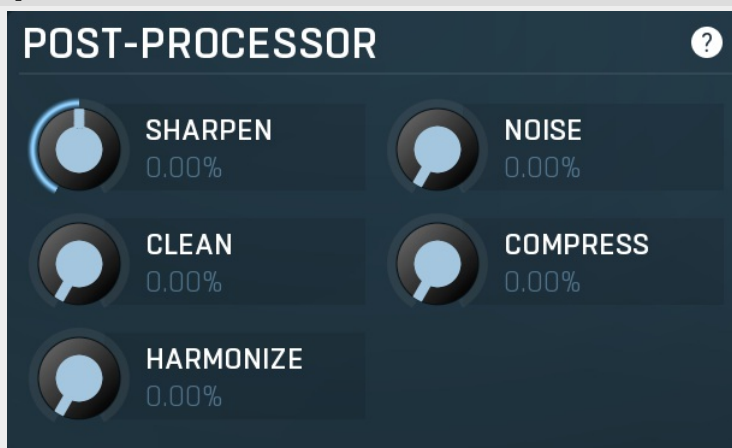 POST-PROCESSOR
?
SHARPEN
0.00%
NOISE
0.00%
CLEAN
0.00%
COMPRESS
0.00%
HARMONIZE
0.00%